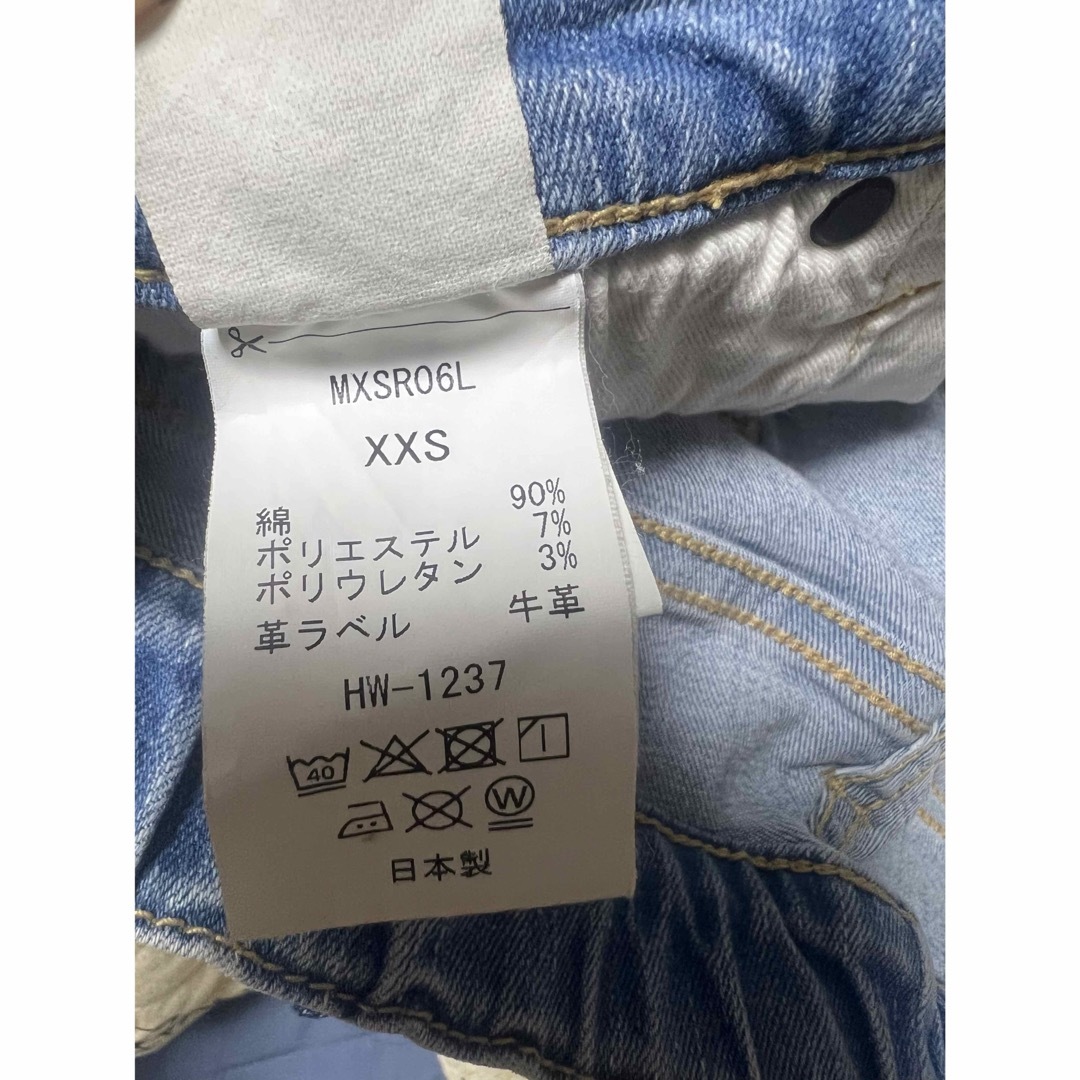 MXSR06L
XXS
綿 90%
ポリエステル 7%
ポリウレタン 3%
革ラベル 牛革
HW-1237
40
W
日本製